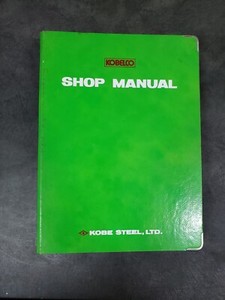 KOBELCO
SHOP MANUAL
KOBE STEEL, LTD.